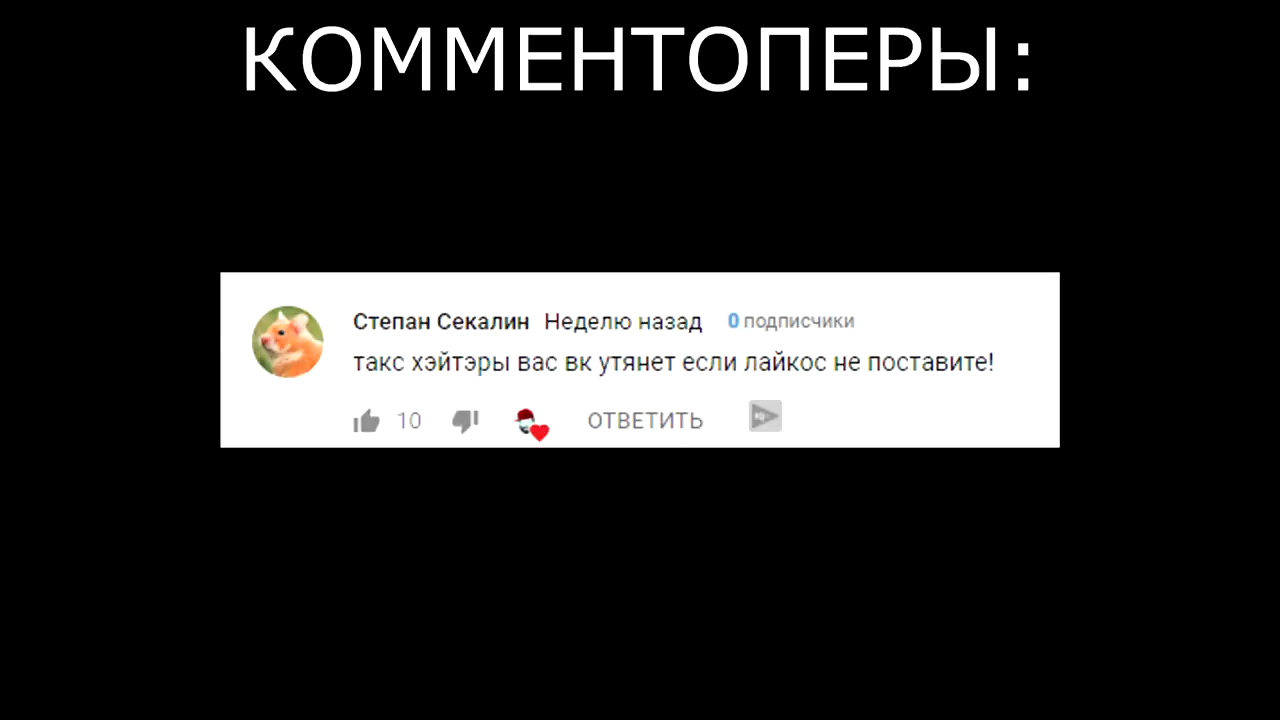 КОММЕНТОПЕРЫ:
Степан Секалин Неделю назад 0 подписчики
такс хэйтэры вас вк утянет если лайкос не поставите!
10 ОТВЕТИТЬ